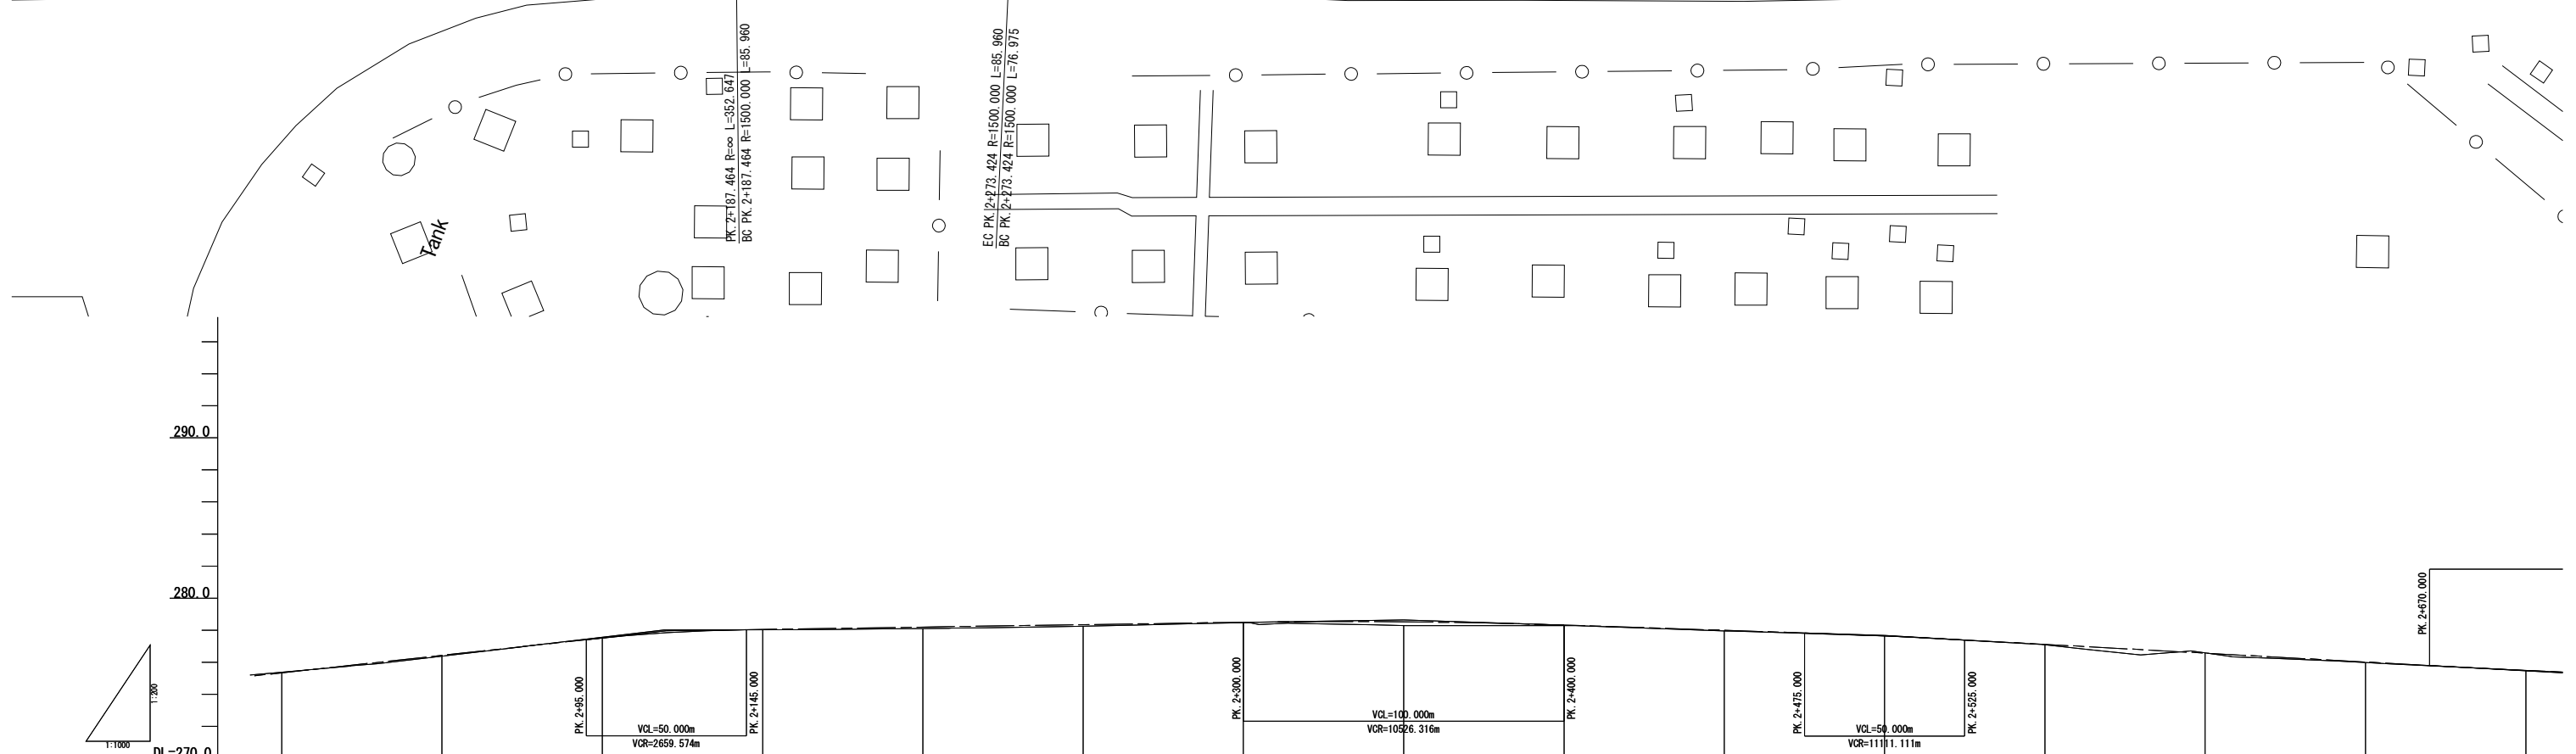 PK.2+187.464 R=∞ L=352.647
BC PK.2+187.464 R=1500.000 L=85.960
EC PK.2+273.424 R=1500.000 L=85.960
BC PK.2+273.424 R=1500.000 L=76.975
Tank
290.0
280.0
DL=270.0
1:200
1:1000
PK.2+95.000
VCL=50.000m
VCR=2659.574m
PK.2+145.000
PK.2+300.000
VCL=100.000m
VCR=10526.316m
PK.2+400.000
PK.2+475.000
VCL=50.000m
VCR=11111.111m
PK.2+525.000
PK.2+670.000